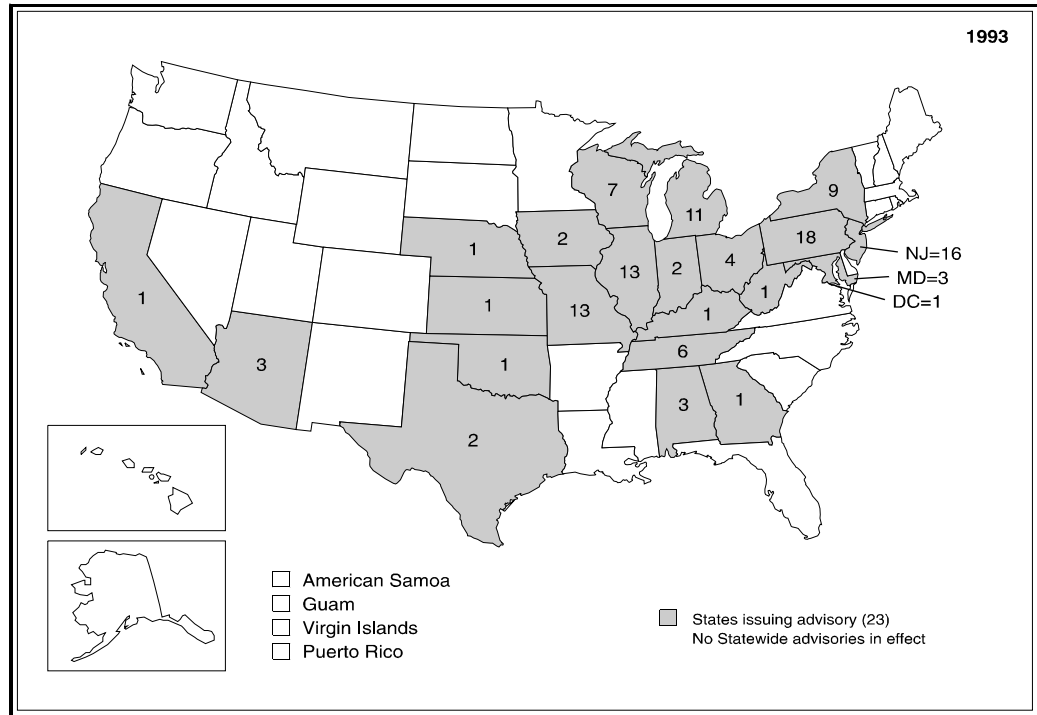 1993
7
9
11
1
2
18
4
2
13
NJ=16
MD=3
DC=1
1
1
1
13
1
3
1
6
3
1
2
American Samoa
Guam
Virgin Islands
Puerto Rico
States issuing advisory (23)
No Statewide advisories in effect